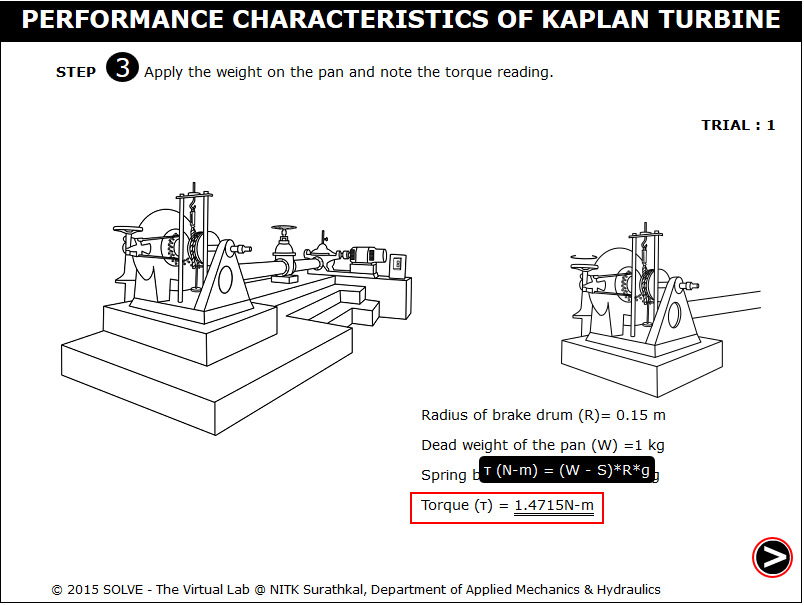 PERFORMANCE CHARACTERISTICS OF KAPLAN TURBINE
STEP 3 Apply the weight on the pan and note the torque reading.
TRIAL : 1
Radius of brake drum (R)= 0.15 m
Dead weight of the pan (W) =1 kg
Spring
τ (N-m) = (W - S)*R*g
Torque (τ) = 1.4715N-m
>
© 2015 SOLVE - The Virtual Lab @ NITK Surathkal, Department of Applied Mechanics & Hydraulics